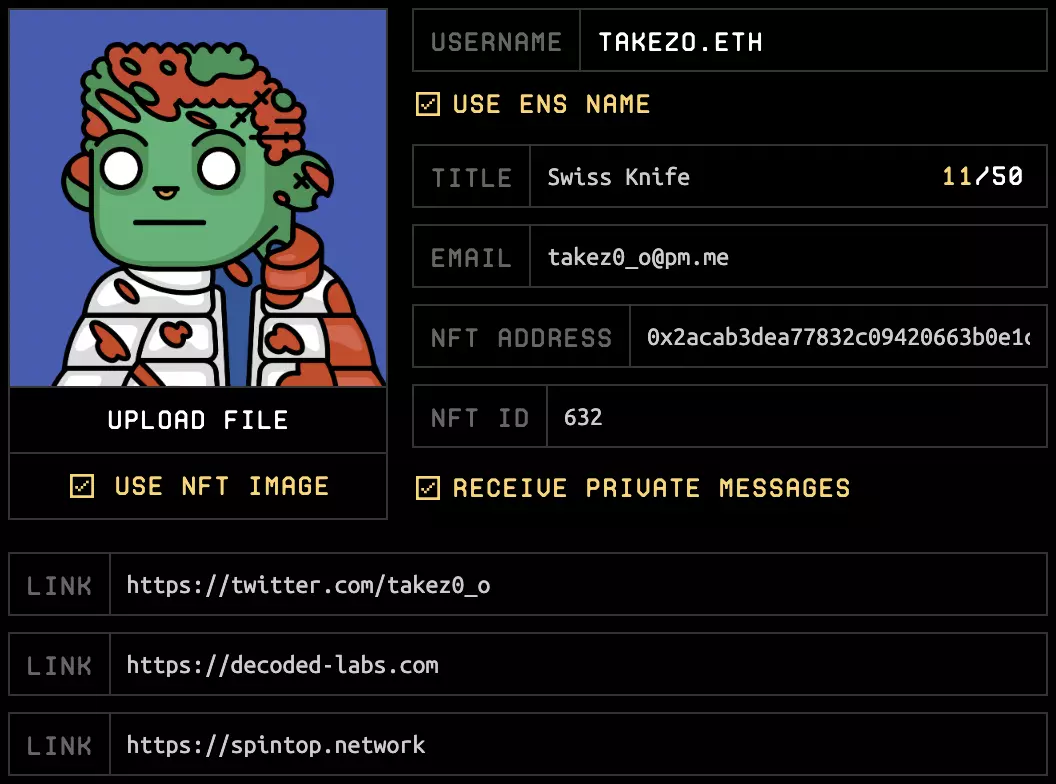 USERNAME TAKEZO.ETH
USE ENS NAME
TITLE Swiss Knife 11/50
EMAIL takez0_o@pm.me
NFT ADDRESS 0x2acab3dea77832c09420663b0e1
NFT ID 632
UPLOAD FILE
USE NFT IMAGE
RECEIVE PRIVATE MESSAGES
LINK https://twitter.com/takez0_o
LINK https://decoded-labs.com
LINK https://spintop.network